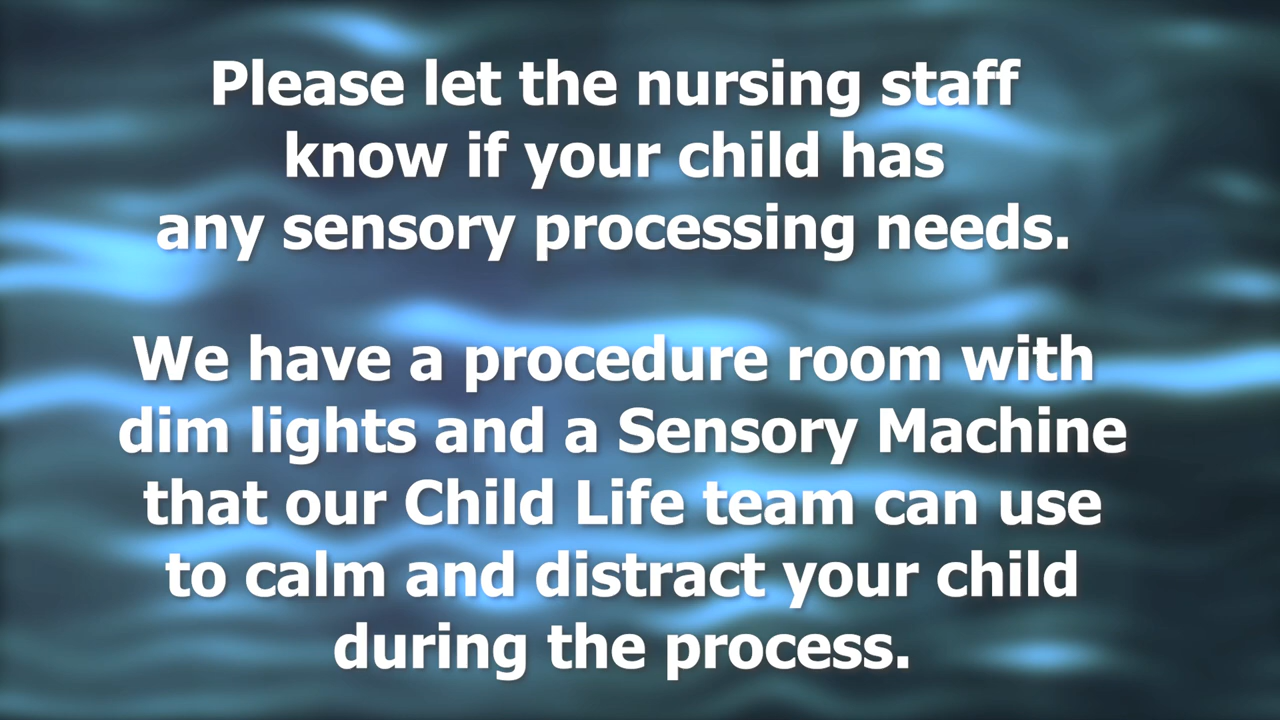 Please let the nursing staff
know if your child has
any sensory processing needs.
We have a procedure room with
dim lights and a Sensory Machine
that our Child Life team can use
to calm and distract your child
during the process.